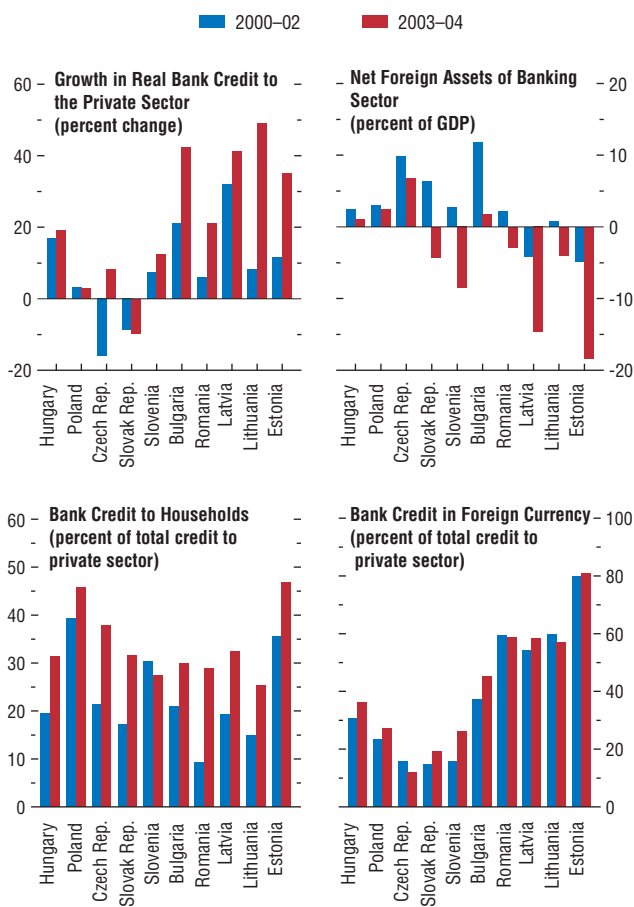 2000–02 2003–04
Growth in Real Bank Credit to
the Private Sector
(percent change)
60
40
20
0
-20
Hungary
Poland
Czech Rep.
Slovak Rep.
Slovenia
Bulgaria
Romania
Latvia
Lithuania
Estonia
Net Foreign Assets of Banking
Sector
(percent of GDP)
20
10
0
-10
-20
Hungary
Poland
Czech Rep.
Slovak Rep.
Slovenia
Bulgaria
Romania
Latvia
Lithuania
Estonia
Bank Credit to Households
(percent of total credit to
private sector)
60
50
40
30
20
10
0
Hungary
Poland
Czech Rep.
Slovak Rep.
Slovenia
Bulgaria
Romania
Latvia
Lithuania
Estonia
Bank Credit in Foreign Currency
(percent of total credit to
private sector)
100
80
60
40
20
0
Hungary
Poland
Czech Rep.
Slovak Rep.
Slovenia
Bulgaria
Romania
Latvia
Lithuania
Estonia